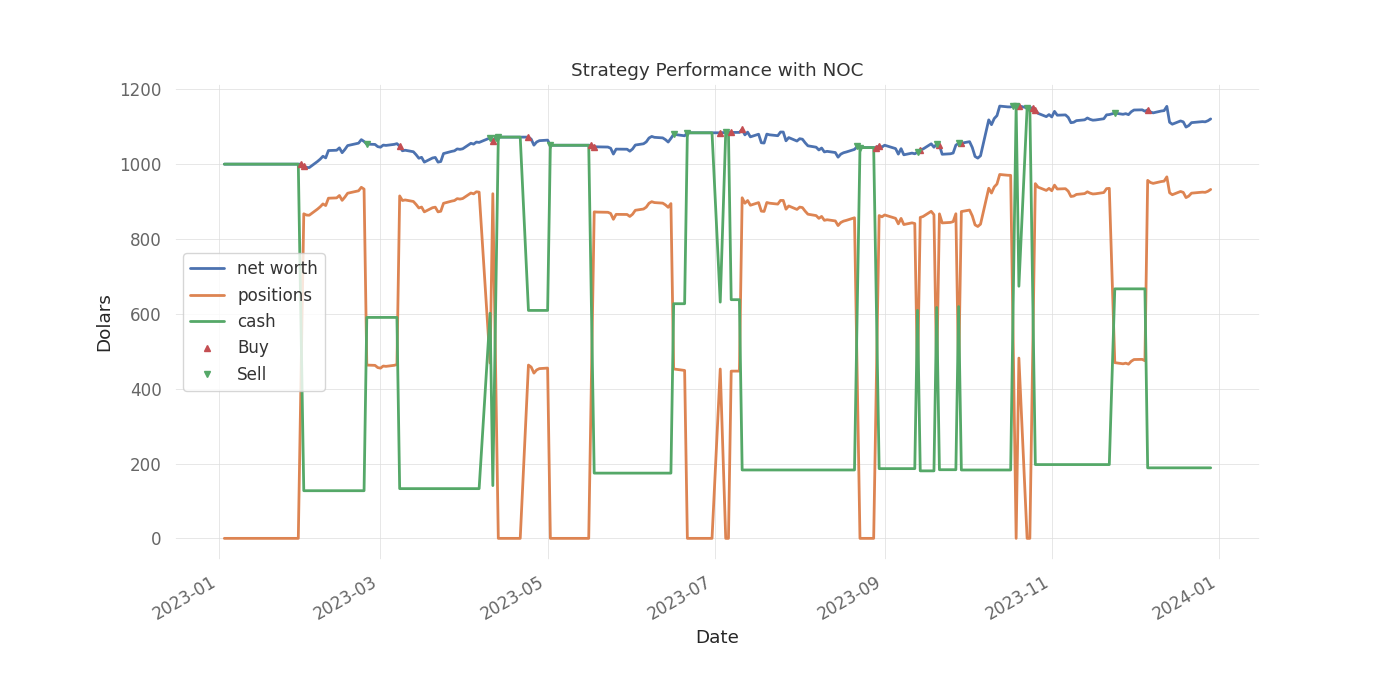 Strategy Performance with NOC
1200
1000
800
600
400
200
0
Dolars
net worth
positions
cash
Buy
Sell
2023-01
2023-03
2023-05
2023-07
2023-09
2023-11
2024-01
Date